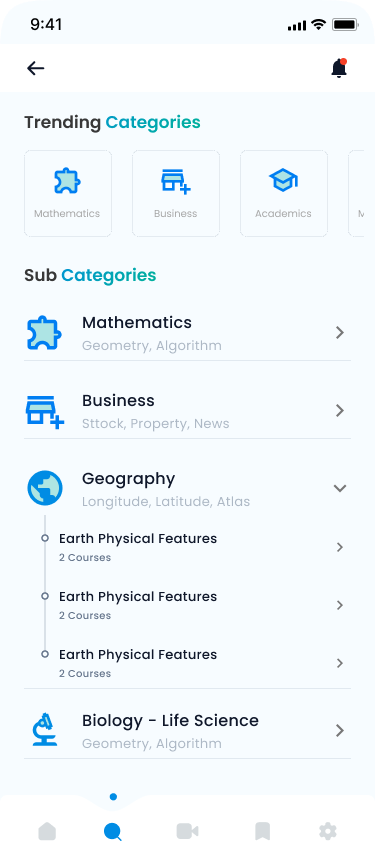 9:41
Trending Categories
Mathematics
Business
Academics
M
Sub Categories
Mathematics
Geometry, Algorithm
Business
Sttock, Property, News
Geography
Longitude, Latitude, Atlas
Earth Physical Features
2 Courses
Earth Physical Features
2 Courses
Earth Physical Features
2 Courses
Biology - Life Science
Geometry, Algorithm